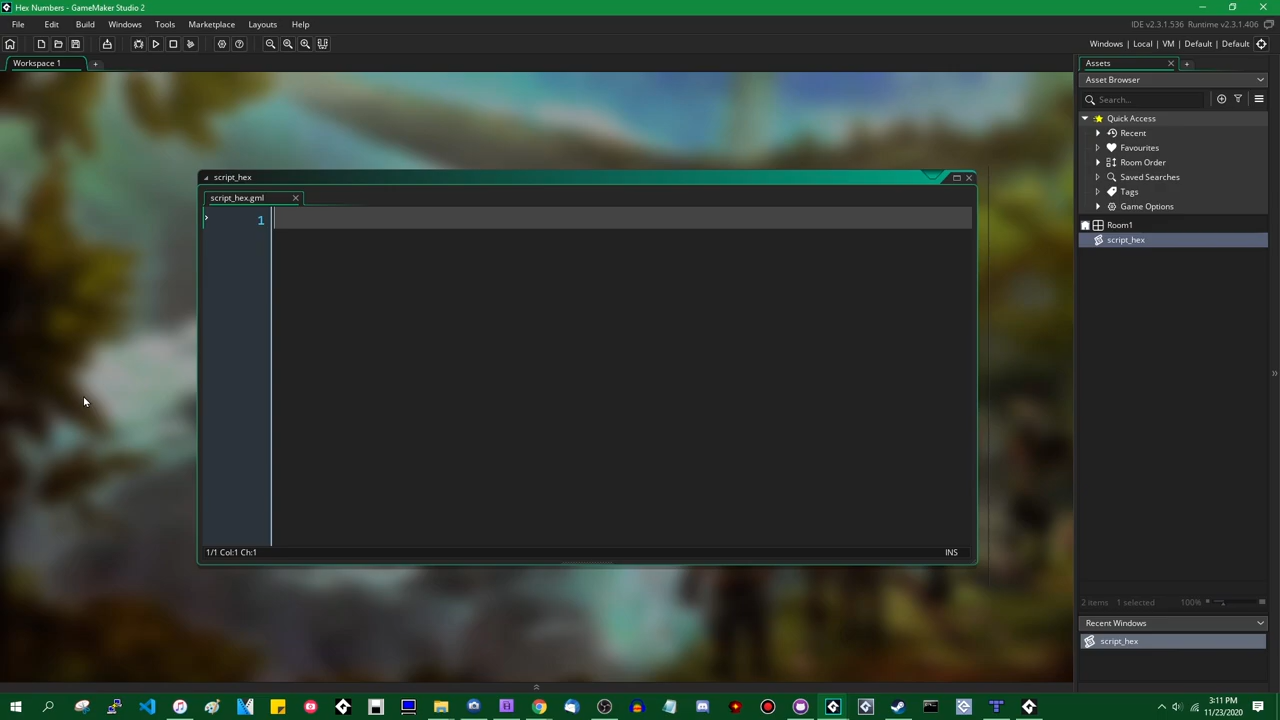 Hex Numbers - GameMaker Studio 2
File Edit Build Windows Tools Marketplace Layouts Help
IDE v2.3.1.536 Runtime v2.3.1.406
Windows | Local | VM | Default | Default
Workspace 1
Assets
Asset Browser
Search...
Quick Access
Recent
Favourites
Room Order
Saved Searches
Tags
Game Options
Room1
script_hex
script_hex
script_hex.gml
1
1/1 Col:1 Ch:1
INS
2 items 1 selected 100%
Recent Windows
script_hex
3:11 PM
11/23/2020